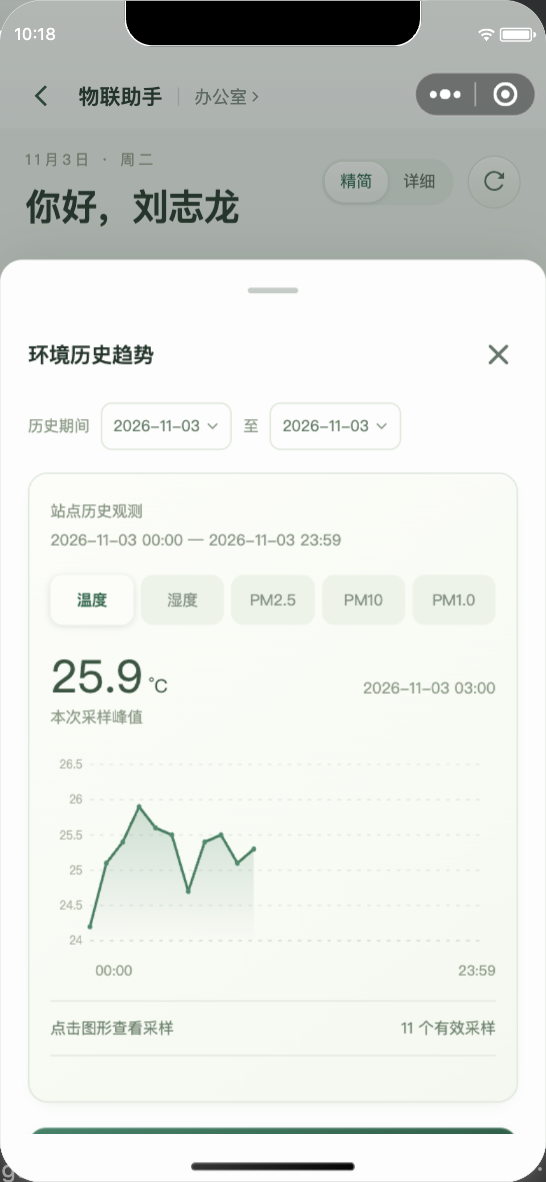 10:18
物联助手 办公室
11月3日 · 周二
你好，刘志龙
精简 详细
环境历史趋势
历史期间 2026-11-03 至 2026-11-03
站点历史观测
2026-11-03 00:00 — 2026-11-03 23:59
温度 湿度 PM2.5 PM10 PM1.0
25.9 °C
2026-11-03 03:00
本次采样峰值
26.5
26
25.5
25
24.5
24
00:00 23:59
点击图形查看采样 11 个有效采样